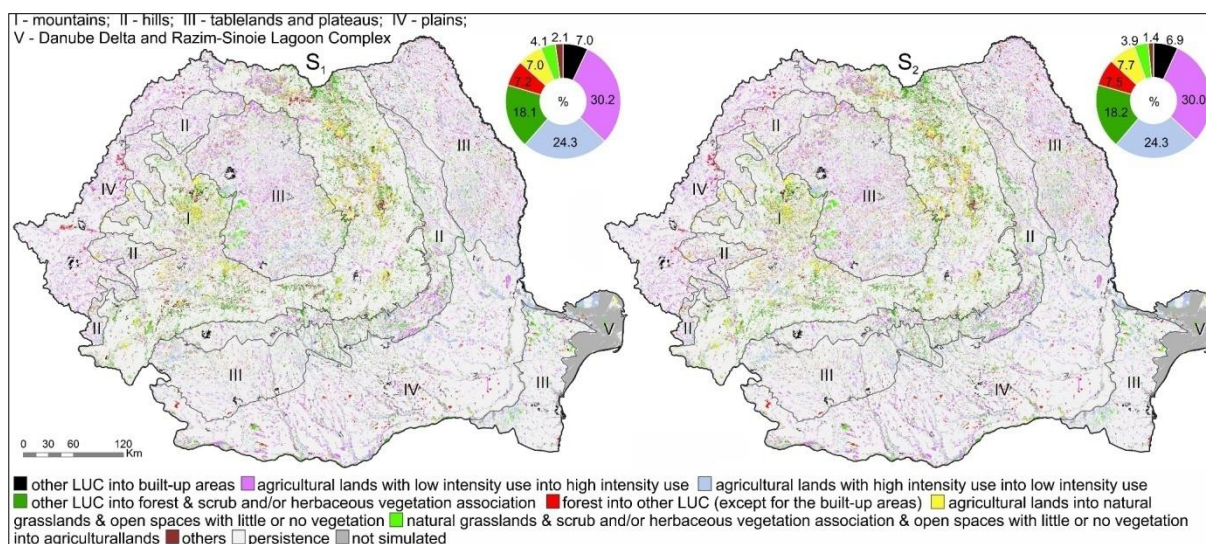 I - mountains; II - hills; III - tablelands and plateaus; IV - plains;
V - Danube Delta and Razim-Sinoie Lagoon Complex
S1
4.1 2.1 7.0
7.0
7.2
30.2
%
18.1
24.3
II
III
IV
III
I
II
II
II
V
III
IV
III
0 30 60 120
Km
S2
3.9 1.4 6.9
7.7
7.5
30.0
%
18.2
24.3
II
III
IV
III
I
II
II
II
V
III
IV
III
other LUC into built-up areas agricultural lands with low intensity use into high intensity use agricultural lands with high intensity use into low intensity use
other LUC into forest & scrub and/or herbaceous vegetation association forest into other LUC (except for the built-up areas) agricultural lands into natural
grasslands & open spaces with little or no vegetation natural grasslands & scrub and/or herbaceous vegetation association & open spaces with little or no vegetation
into agriculturallands others persistence not simulated